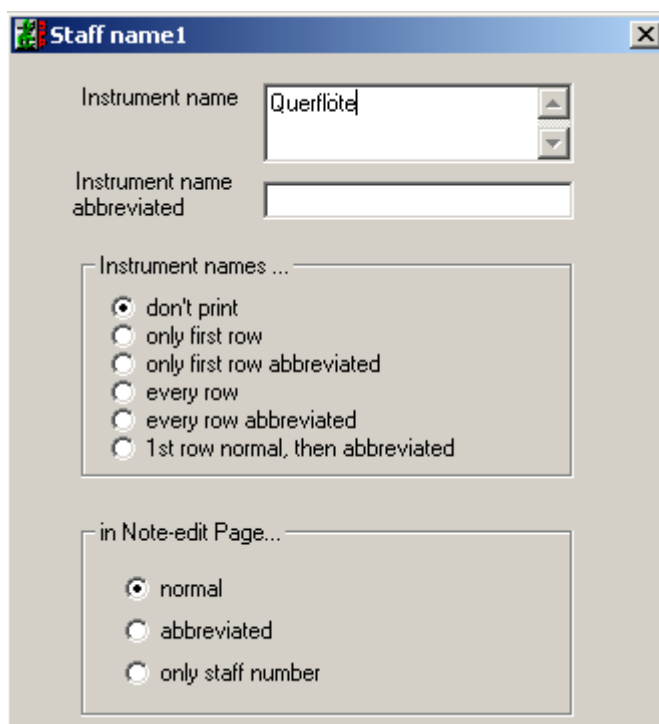 Staff name1
Instrument name
Querflöte
Instrument name
abbreviated
Instrument names ...
don't print
only first row
only first row abbreviated
every row
every row abbreviated
1st row normal, then abbreviated
in Note-edit Page...
normal
abbreviated
only staff number